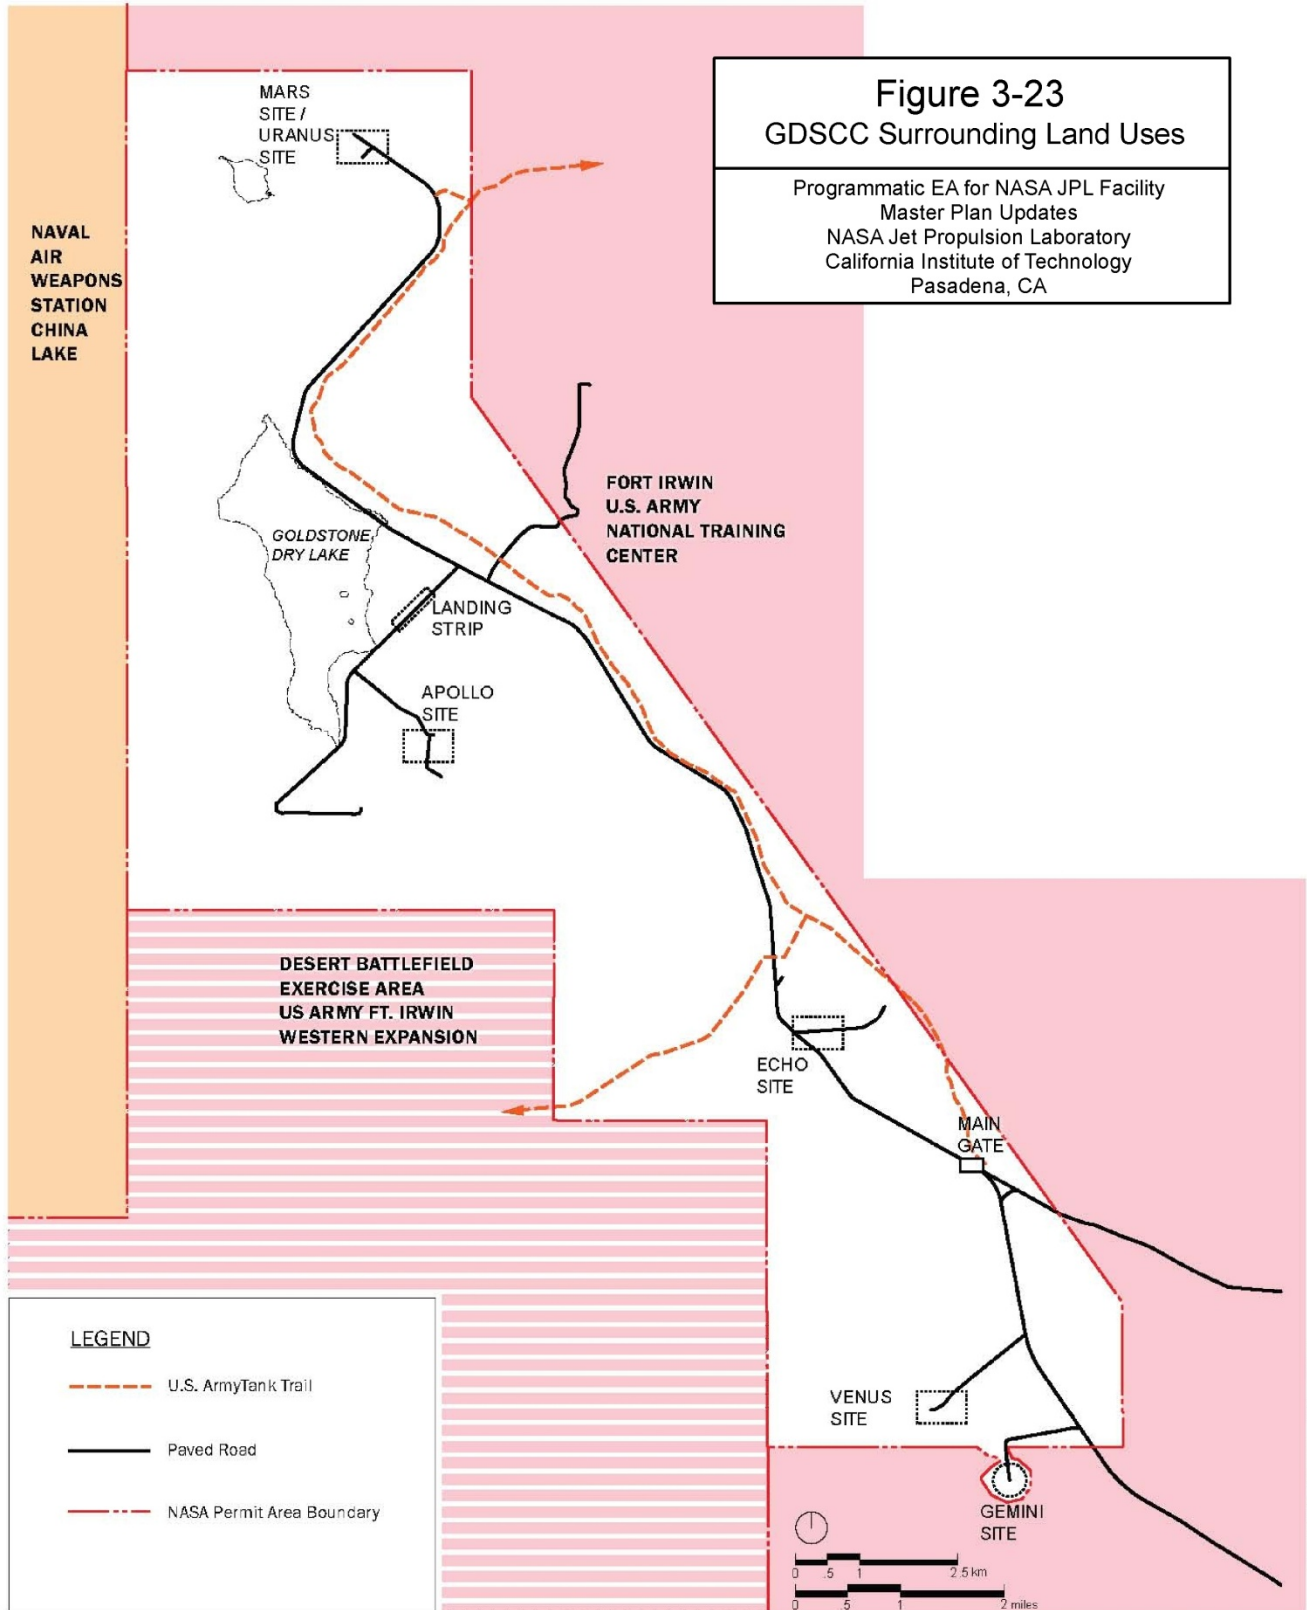 Figure 3-23
GDSCC Surrounding Land Uses
Programmatic EA for NASA JPL Facility
Master Plan Updates
NASA Jet Propulsion Laboratory
California Institute of Technology
Pasadena, CA
MARS
SITE /
URANUS
SITE
NAVAL
AIR
WEAPONS
STATION
CHINA
LAKE
FORT IRWIN
U.S. ARMY
NATIONAL TRAINING
CENTER
GOLDSTONE
DRY LAKE
LANDING
STRIP
APOLLO
SITE
DESERT BATTLEFIELD
EXERCISE AREA
US ARMY FT. IRWIN
WESTERN EXPANSION
ECHO
SITE
MAIN
GATE
VENUS
SITE
GEMINI
SITE
LEGEND
U.S. ArmyTank Trail
Paved Road
NASA Permit Area Boundary
0 .5 1 2.5 km
0 .5 1 2 miles